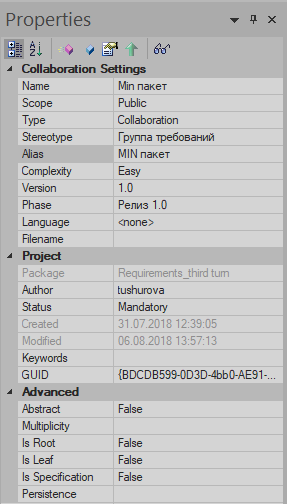 Properties
Collaboration Settings
Name Min пакет
Scope Public
Type Collaboration
Stereotype Группа требований
Alias MIN пакет
Complexity Easy
Version 1.0
Phase Релиз 1.0
Language <none>
Filename
Project
Package Requirements_third turn
Author tushurova
Status Mandatory
Created 31.07.2018 12:39:05
Modified 06.08.2018 13:57:13
Keywords
GUID {BDCDB599-0D3D-4bb0-AE91-...
Advanced
Abstract False
Multiplicity
Is Root False
Is Leaf False
Is Specification False
Persistence